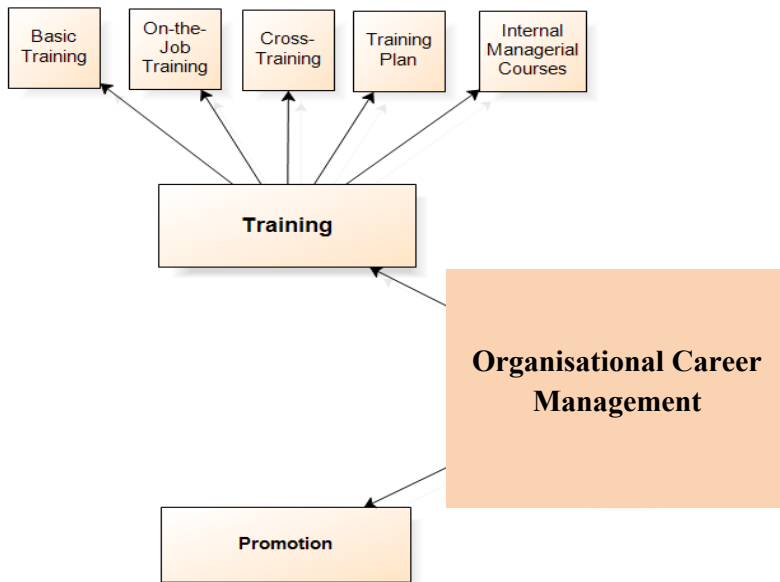 Basic
Training
On-the-
Job
Training
Cross-
Training
Training
Plan
Internal
Managerial
Courses
Training
Organisational Career
Management
Promotion